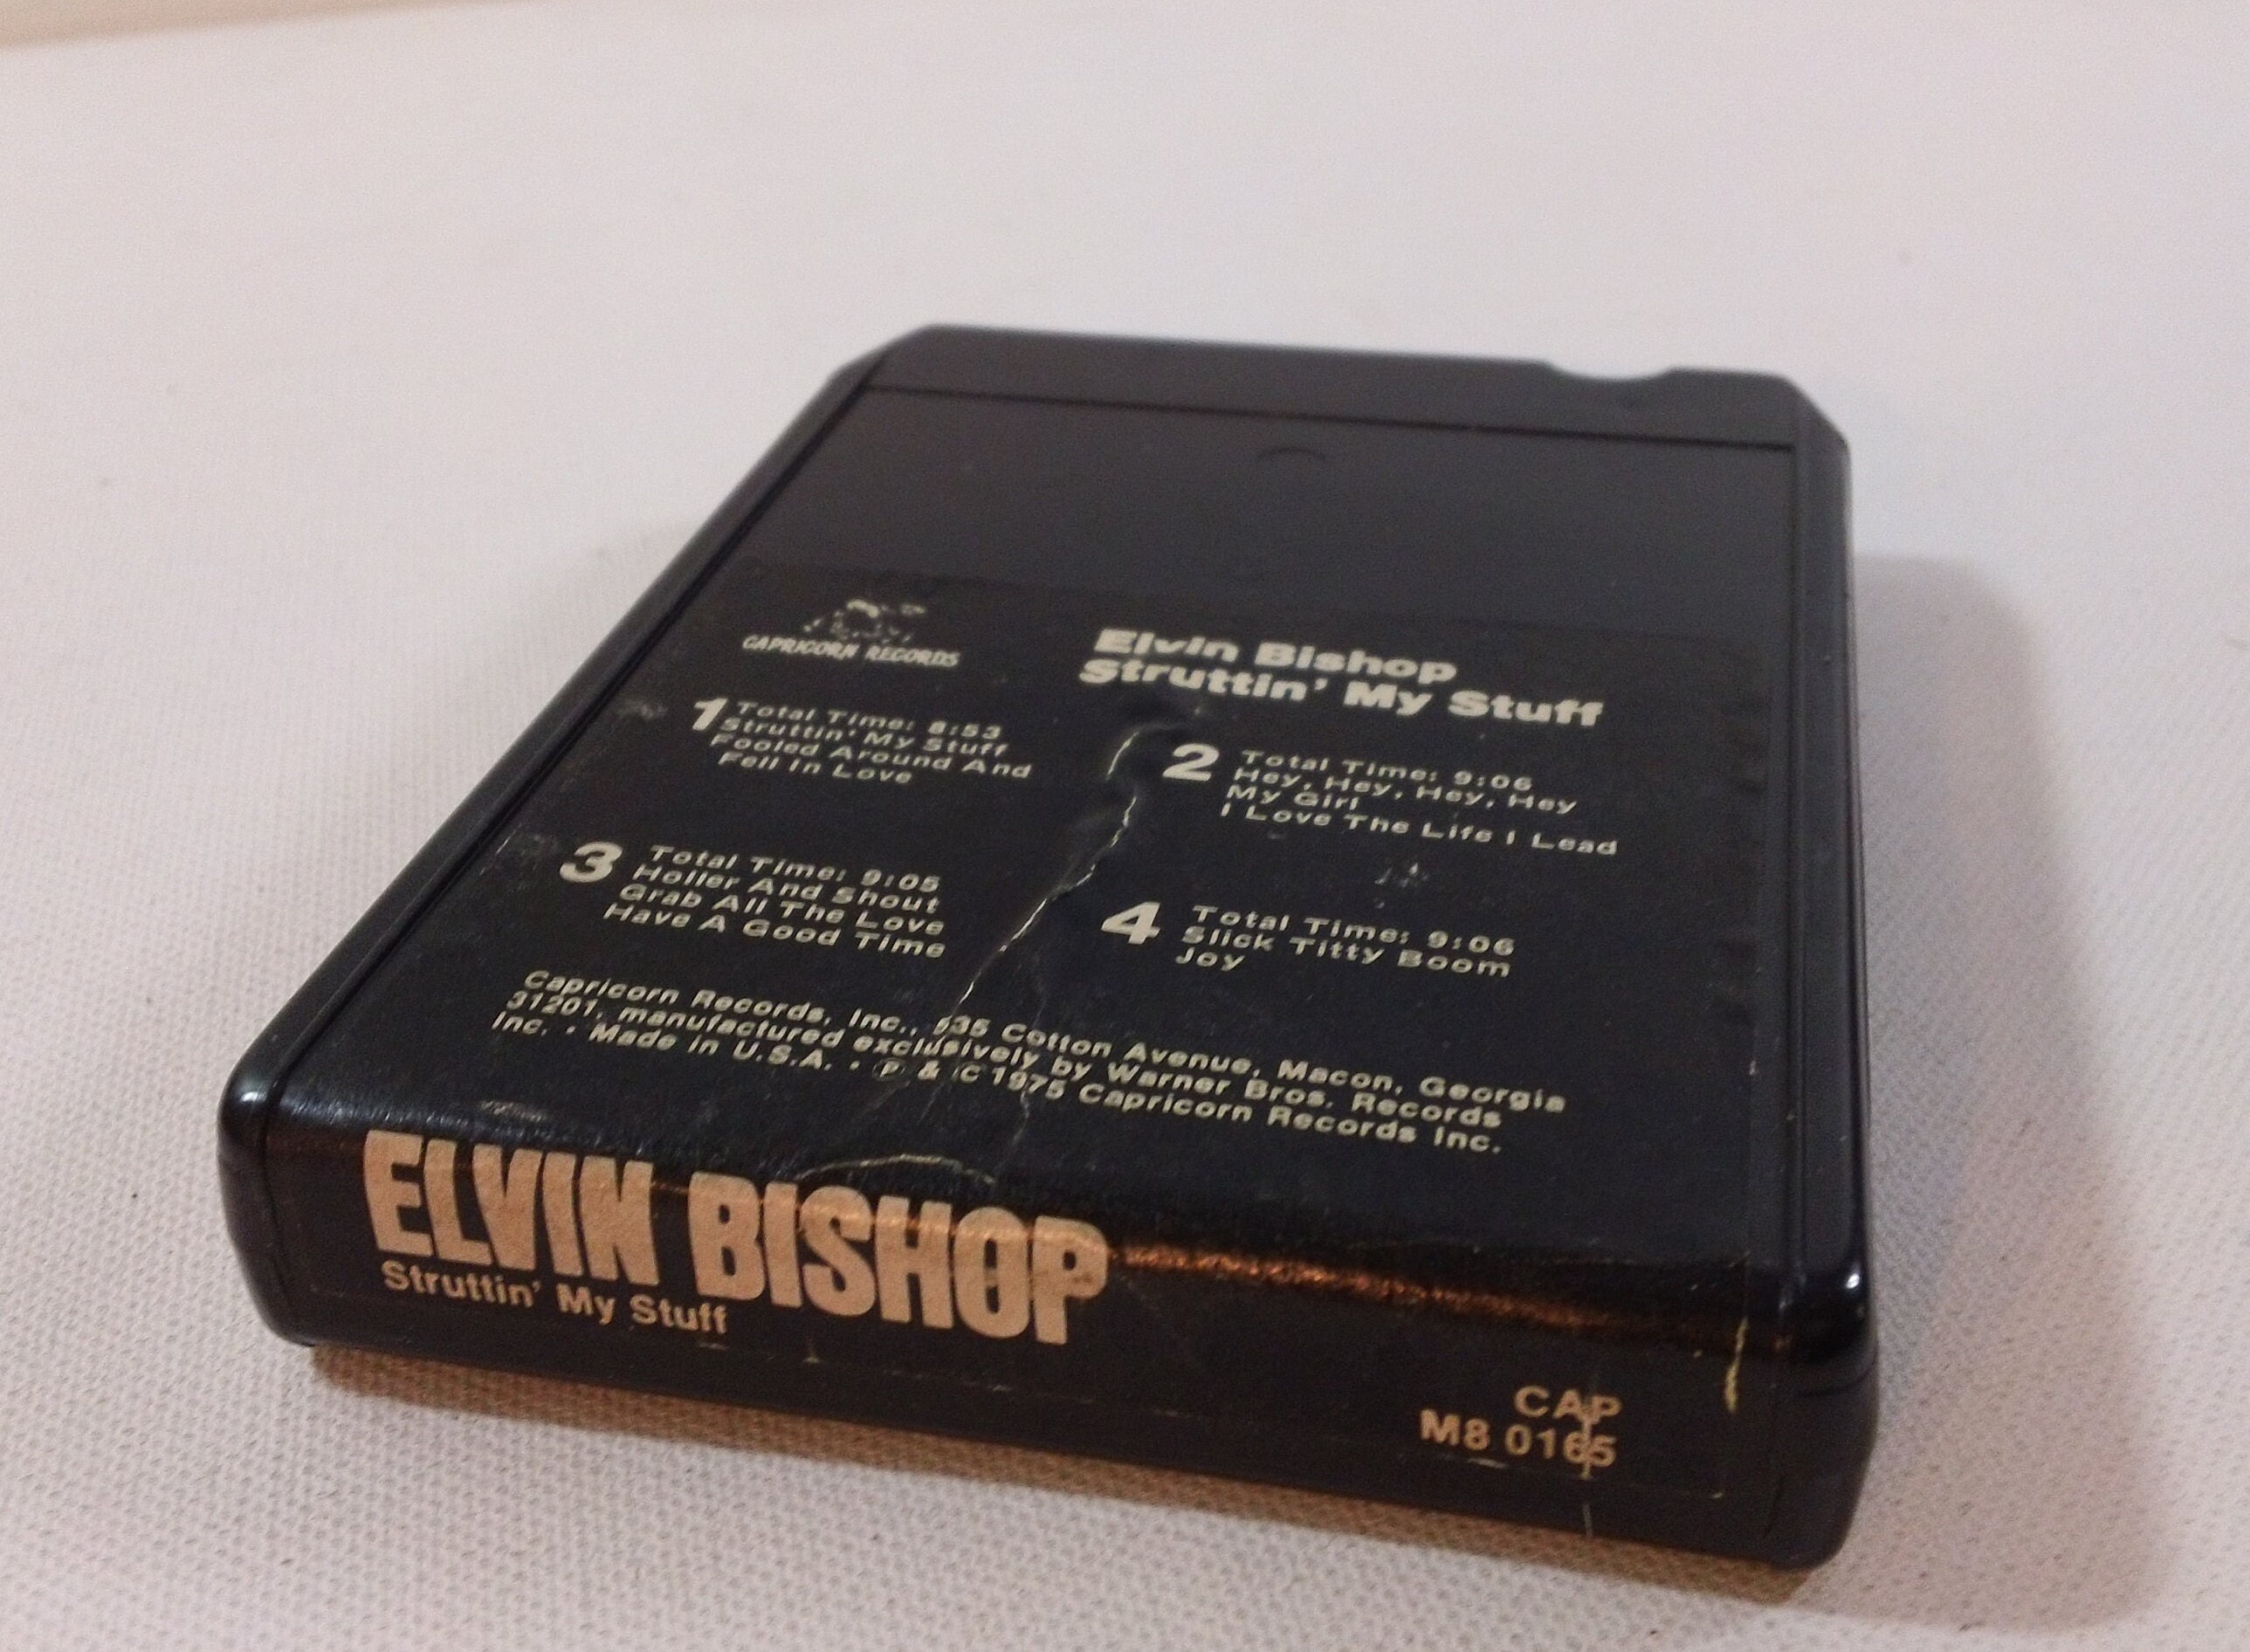 CAPRICORN RECORDS
Elvin Bishop
Struttin' My Stuff
1 Total Time: 8:53
Struttin' My Stuff
Fooled Around And
Fell In Love
2 Total Time: 9:06
Hey, Hey, Hey, Hey
My Girl
I Love The Life I Lead
3 Total Time: 9:05
Holler And Shout
Grab All The Love
Have A Good Time
4 Total Time: 9:06
Slick Titty Boom
Joy
Capricorn Records, Inc., 535 Cotton Avenue, Macon, Georgia
31201, manufactured exclusively by Warner Bros. Records
Inc. • Made in U.S.A. • ℗ & © 1975 Capricorn Records Inc.
ELVIN BISHOP
Struttin' My Stuff
CAP
M8 0165